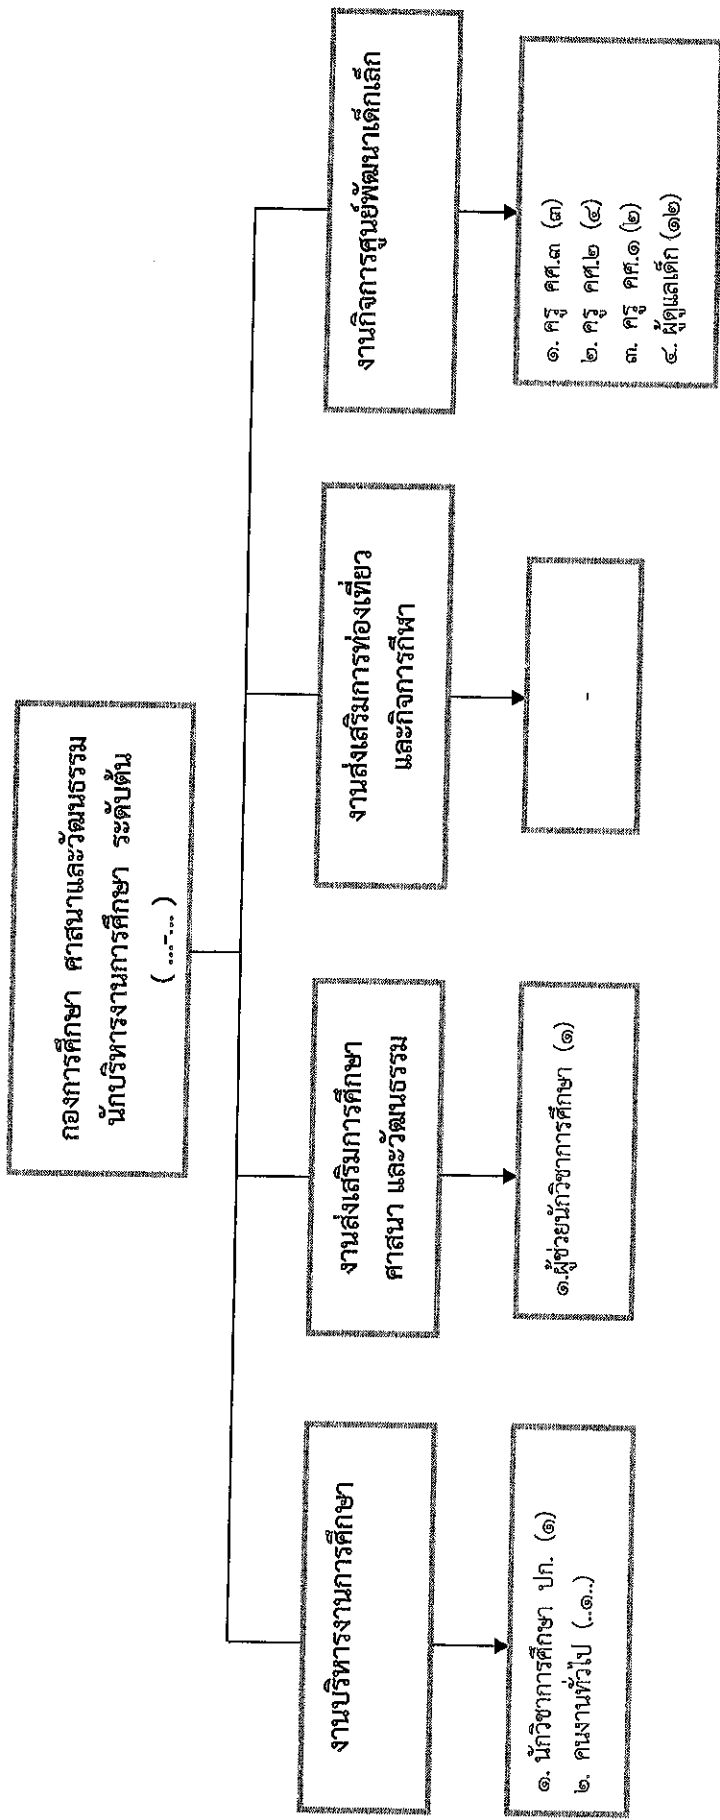 กองการศึกษา ศาสนาและวัฒนธรรม
นักบริหารงานการศึกษา ระดับต้น
(...-...)
งานบริหารงานการศึกษา
๑. นักวิชาการศึกษา ปก. (๑)
๒. คนงานทั่วไป (..๑..)
งานส่งเสริมการศึกษา
ศาสนา และวัฒนธรรม
๑.ผู้ช่วยนักวิชาการศึกษา (๑)
งานส่งเสริมการท่องเที่ยว
และกิจการกีฬา
-
งานกิจการศูนย์พัฒนาเด็กเล็ก
๑. ครู คศ.๓ (๓)
๒. ครู คศ.๒ (๔)
๓. ครู คศ.๑ (๒)
๔. ผู้ดูแลเด็ก (๑๒)